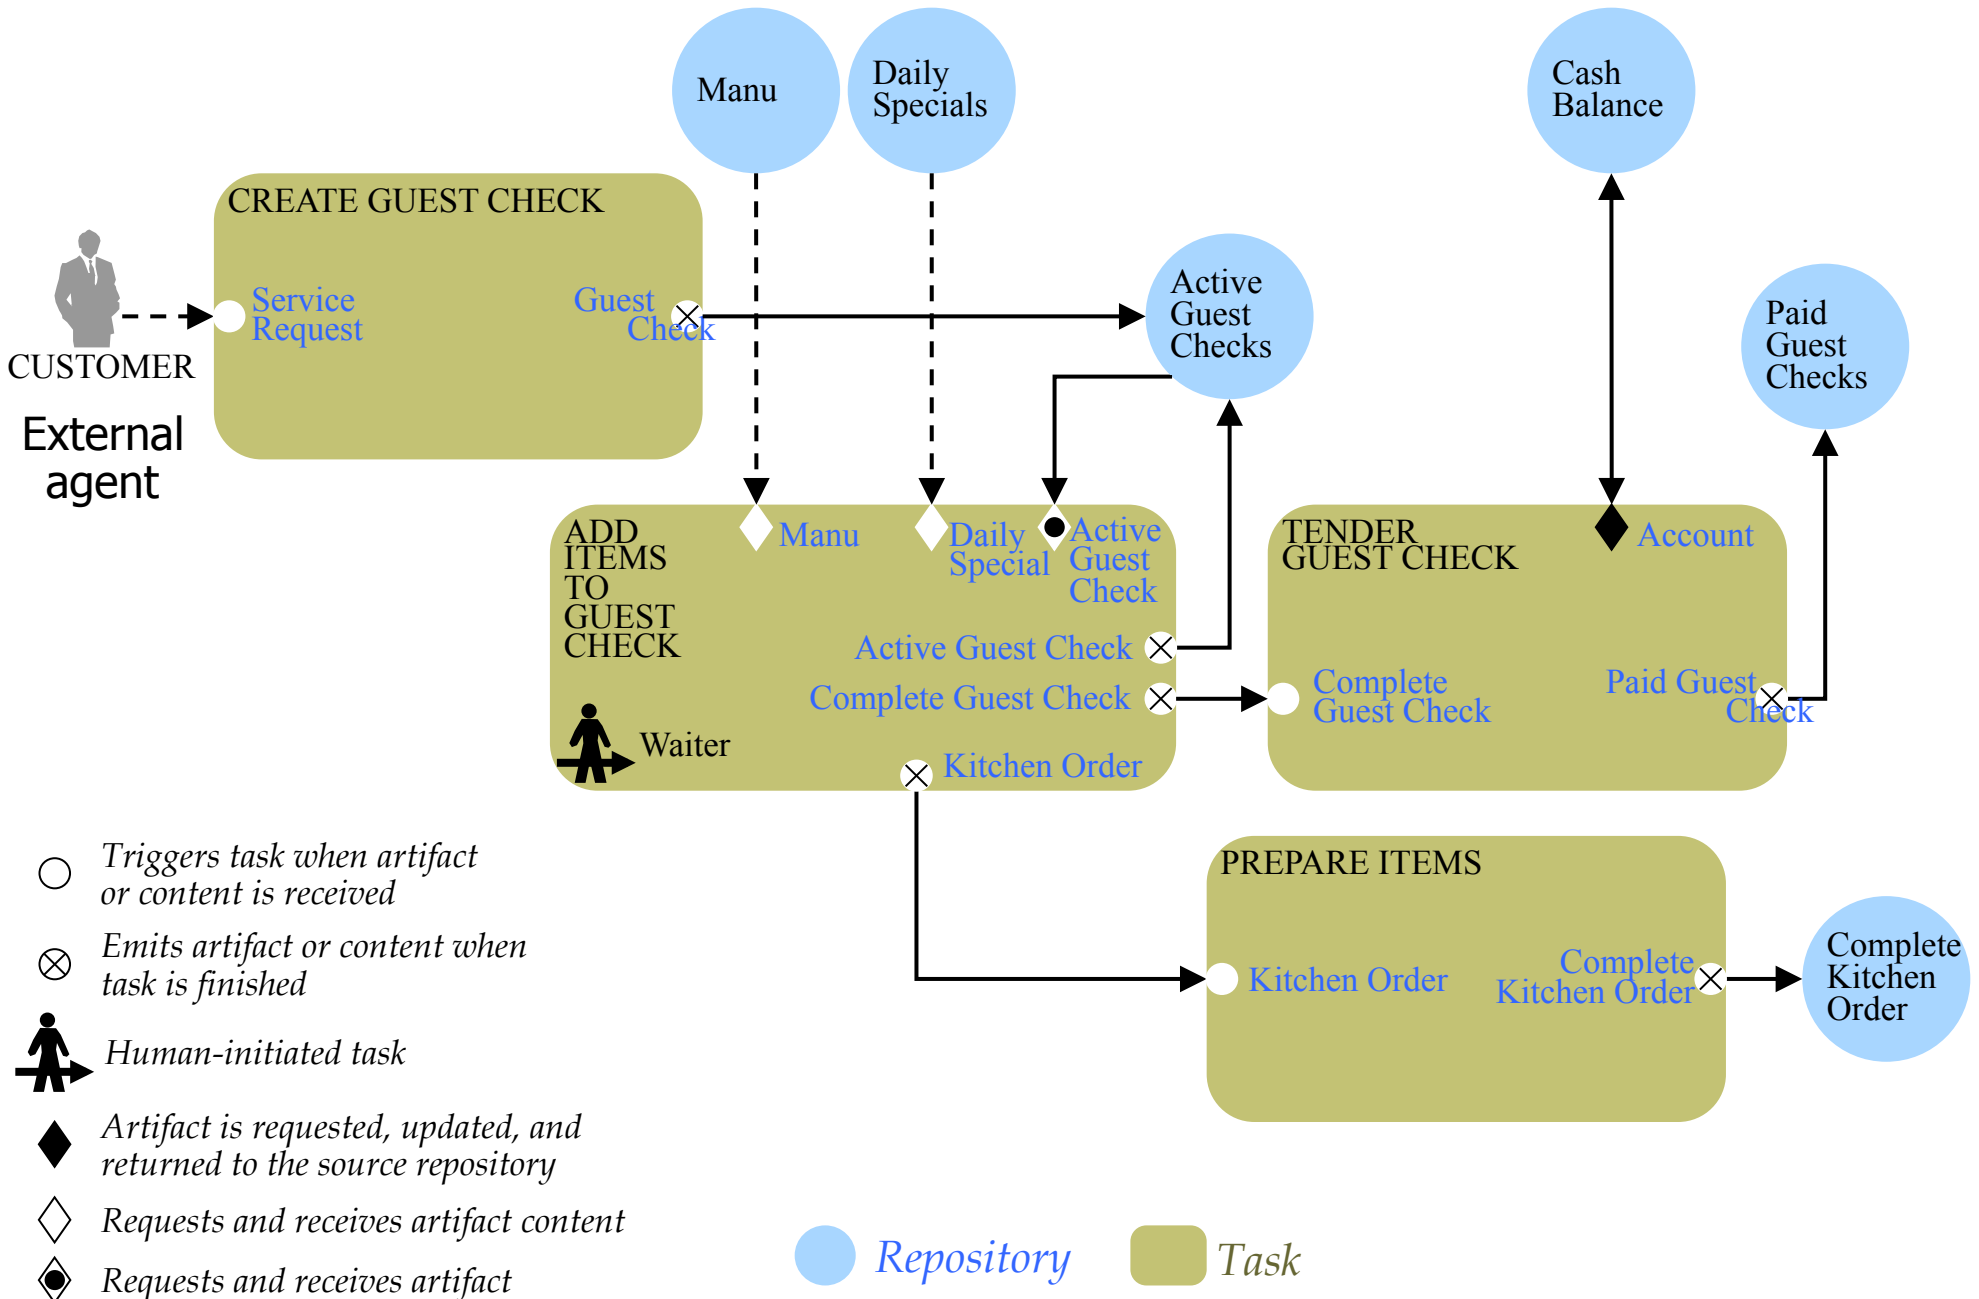 Manu
Daily
Specials
Cash
Balance
CREATE GUEST CHECK
Service
Request
Guest
Check
CUSTOMER
External
agent
Active
Guest
Checks
Paid
Guest
Checks
ADD
ITEMS
TO
GUEST
CHECK
Manu
Daily
Special
Active
Guest
Check
Active Guest Check
Complete Guest Check
Waiter
Kitchen Order
TENDER
GUEST CHECK
Account
Complete
Guest Check
Paid Guest
Check
PREPARE ITEMS
Kitchen Order
Complete
Kitchen Order
Complete
Kitchen
Order
Triggers task when artifact
or content is received
Emits artifact or content when
task is finished
Human-initiated task
Artifact is requested, updated, and
returned to the source repository
Requests and receives artifact content
Requests and receives artifact
Repository
Task